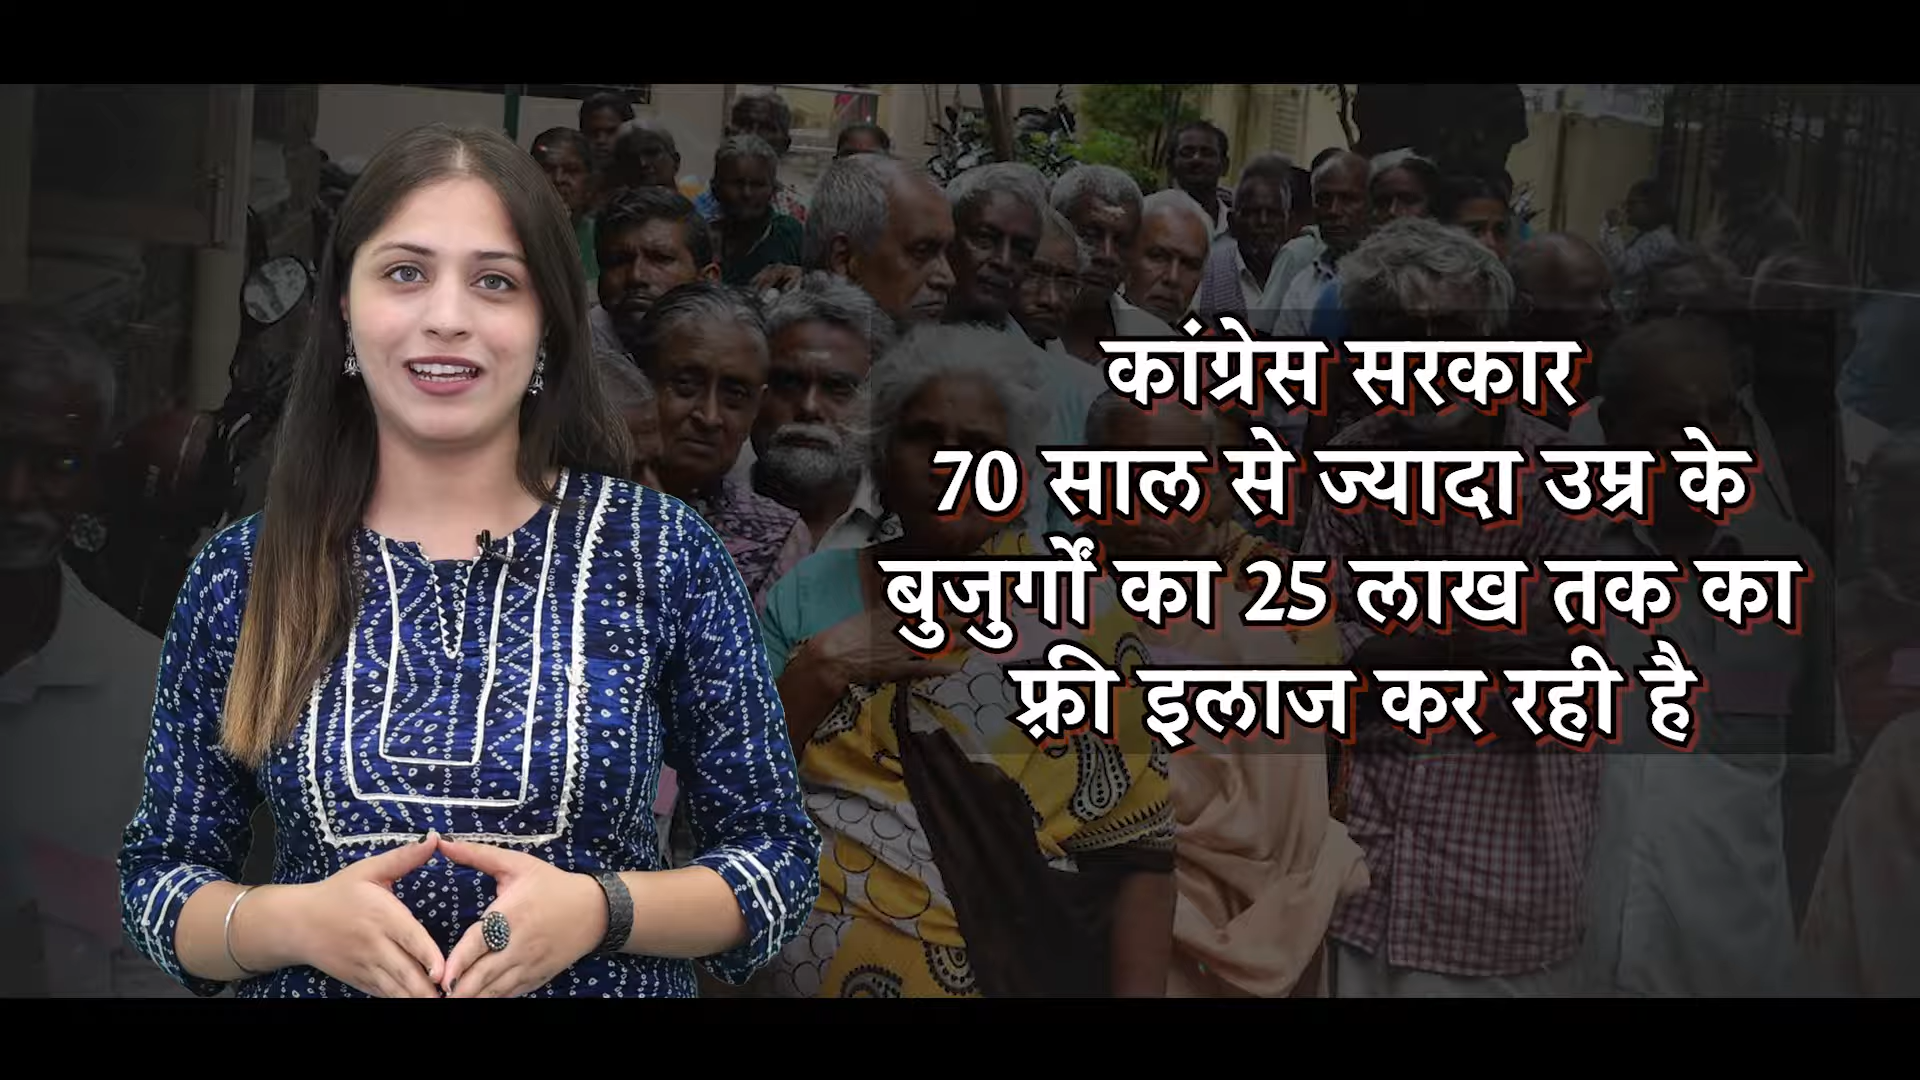 कांग्रेस सरकार
70 साल से ज्यादा उम्र के
बुजुर्गों का 25 लाख तक का
फ़्री इलाज कर रही है